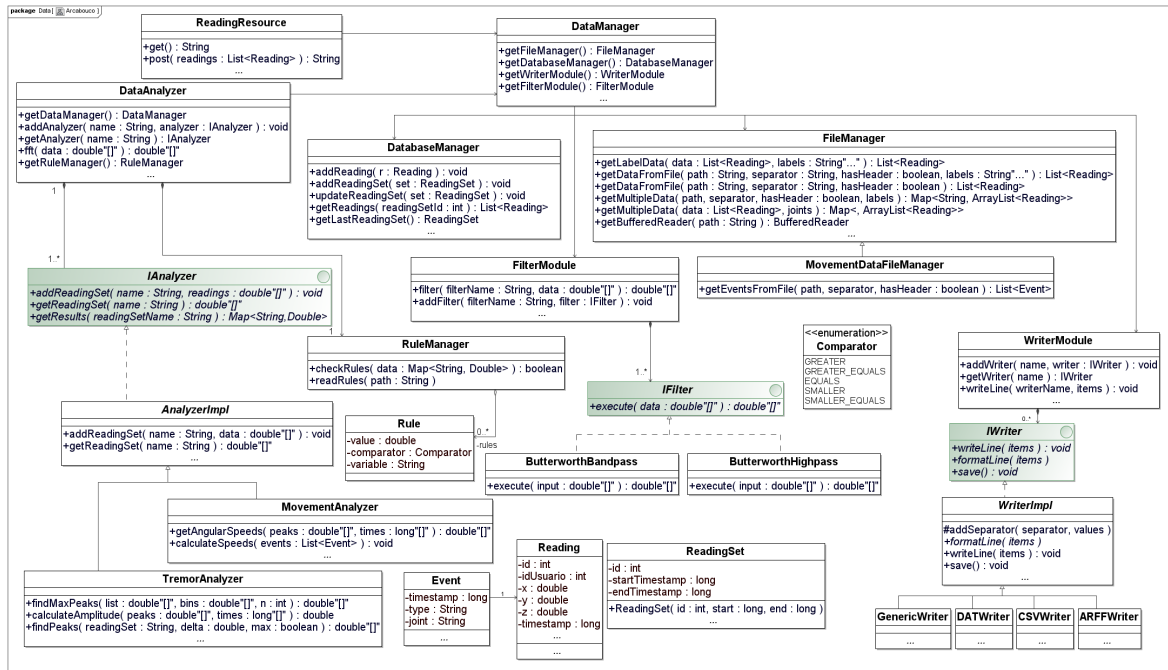 package Data[ Arcabouco ]
ReadingResource
+get() : String
+post( readings : List<Reading> ) : String
...
DataManager
+getFileManager() : FileManager
+getDatabaseManager() : DatabaseManager
+getWriterModule() : WriterModule
+getFilterModule() : FilterModule
...
DataAnalyzer
+getDataManager() : DataManager
+addAnalyzer( name : String, analyzer : IAnalyzer ) : void
+getAnalyzer( name : String ) : IAnalyzer
+fft( data : double"[]" ) : double"[]"
+getRuleManager() : RuleManager
...
1
1..*
1
DatabaseManager
+addReading( r : Reading ) : void
+addReadingSet( set : ReadingSet ) : void
+updateReadingSet( set : ReadingSet ) : void
+getReadings( readingSetId : int ) : List<Reading>
+getLastReadingSet() : ReadingSet
...
FileManager
+getLabelData( data : List<Reading>, labels : String"..." ) : List<Reading>
+getDataFromFile( path : String, separator : String, hasHeader : boolean, labels : String"..." ) : List<Reading>
+getDataFromFile( path : String, separator : String, hasHeader : boolean ) : List<Reading>
+getMultipleData( path, separator, hasHeader : boolean, labels ) : Map<String, ArrayList<Reading>>
+getMultipleData( data : List<Reading>, joints ) : Map<, ArrayList<Reading>>
+getBufferedReader( path : String ) : BufferedReader
...
IAnalyzer
+addReadingSet( name : String, readings : double"[]" ) : void
+getReadingSet( name : String ) : double"[]"
+getResults( readingSetName : String ) : Map<String,Double>
FilterModule
+filter( filterName : String, data : double"[]" ) : double"[]"
+addFilter( filterName : String, filter : IFilter ) : void
...
1..*
MovementDataFileManager
+getEventsFromFile( path, separator, hasHeader : boolean ) : List<Event>
RuleManager
+checkRules( data : Map<String, Double> ) : boolean
+readRules( path : String )
0..*
-rules
<<enumeration>>
Comparator
GREATER
GREATER_EQUALS
EQUALS
SMALLER
SMALLER_EQUALS
WriterModule
+addWriter( name, writer : IWriter ) : void
+getWriter( name ) : IWriter
+writeLine( writerName, items ) : void
...
0..*
IFilter
+execute( data : double"[]" ) : double"[]"
AnalyzerImpl
+addReadingSet( name : String, data : double"[]" ) : void
+getReadingSet( name : String ) : double"[]"
...
Rule
-value : double
-comparator : Comparator
-variable : String
IWriter
+writeLine( items ) : void
+formatLine( items )
+save() : void
ButterworthBandpass
+execute( input : double"[]" ) : double"[]"
ButterworthHighpass
+execute( input : double"[]" ) : double"[]"
MovementAnalyzer
+getAngularSpeeds( peaks : double"[]", times : long"[]" ) : double"[]"
+calculateSpeeds( events : List<Event> ) : void
...
WriterImpl
#addSeparator( separator, values )
+formatLine( items )
+writeLine( items ) : void
+save() : void
...
TremorAnalyzer
+findMaxPeaks( list : double"[]", bins : double"[]", n : int ) : double"[]"
+calculateAmplitude( peaks : double"[]", times : long"[]" ) : double
+findPeaks( readingSet : String, delta : double, max : boolean ) : double"[]"
...
Event
-timestamp : long
-type : String
-joint : String
...
1
Reading
-id : int
-idUsuario : int
-x : double
-y : double
-z : double
-timestamp : long
...
...
ReadingSet
-id : int
-startTimestamp : long
-endTimestamp : long
+ReadingSet( id : int, start : long, end : long )
...
GenericWriter
...
DATWriter
...
CSVWriter
...
ARFFWriter
...